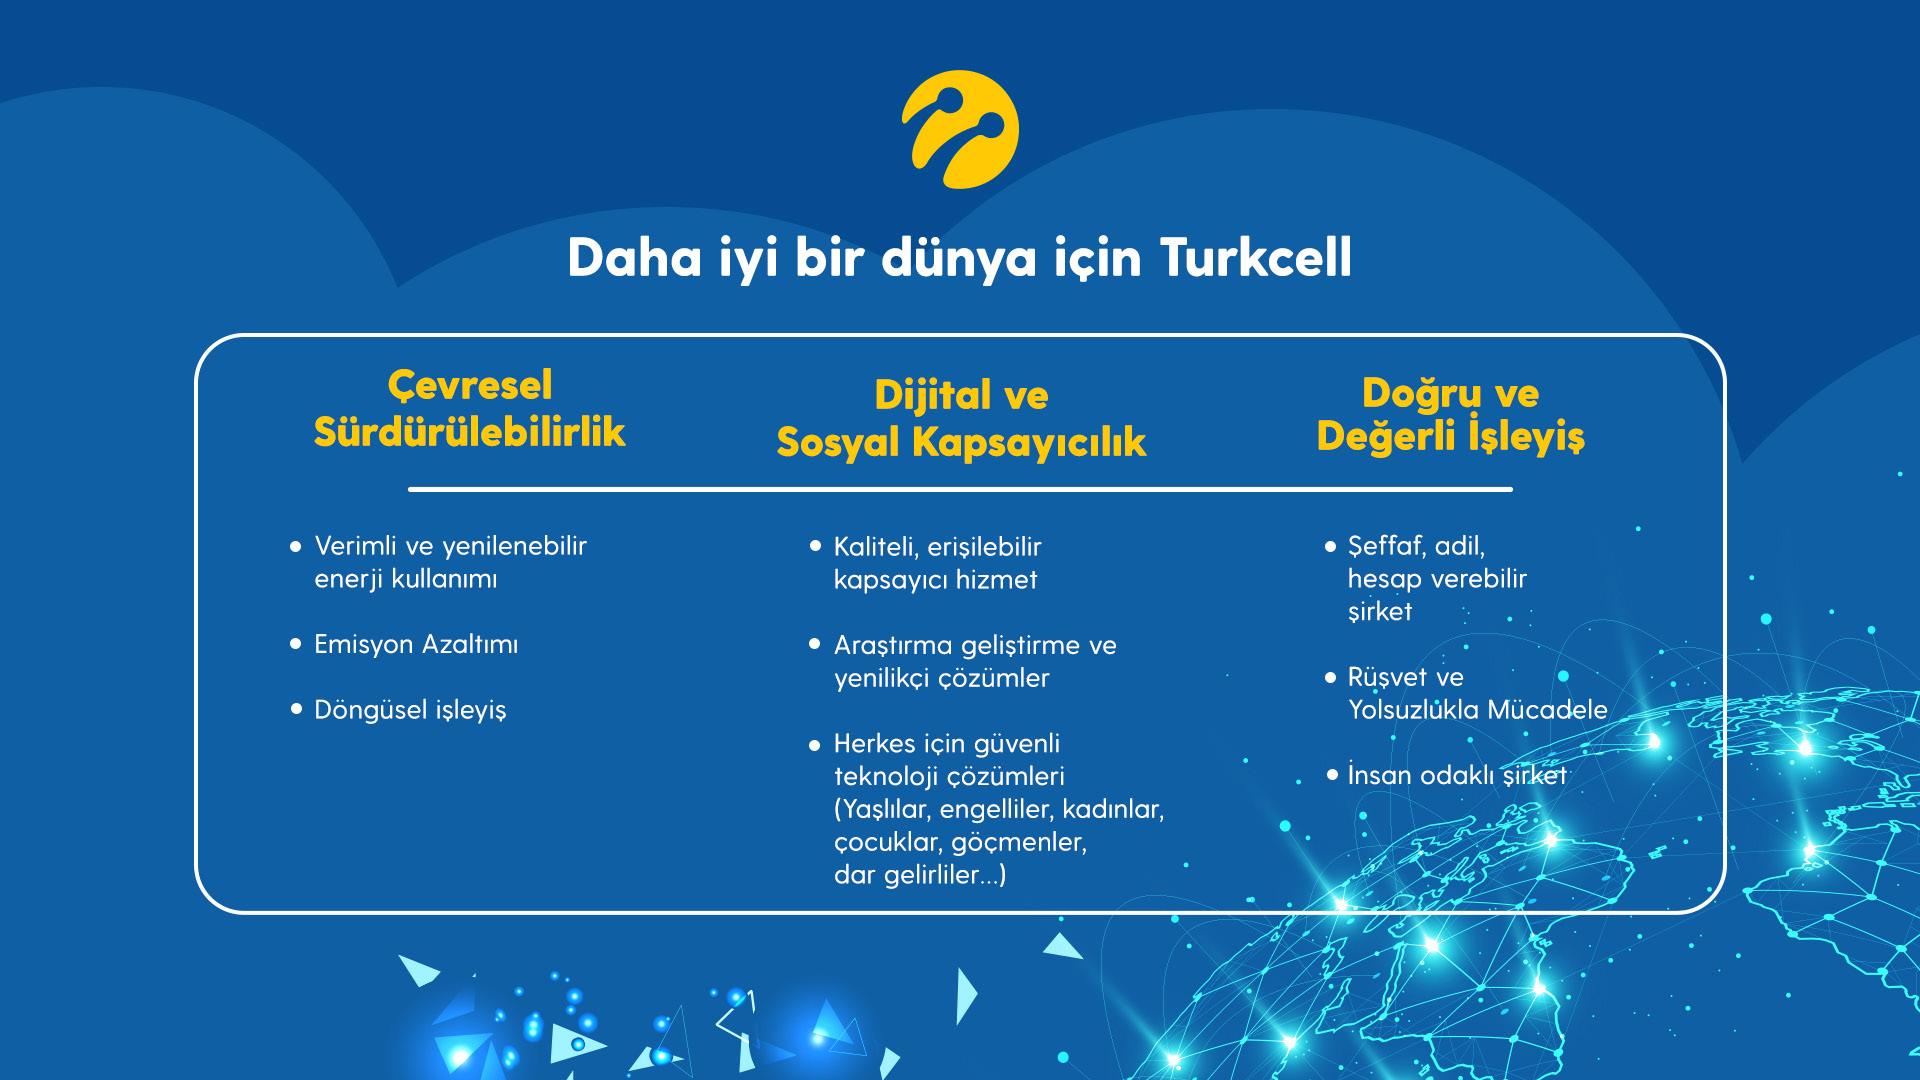 Daha iyi bir dünya için Turkcell
Çevresel
Sürdürülebilirlik
• Verimli ve yenilenebilir
enerji kullanımı
• Emisyon Azaltımı
• Döngüsel işleyiş
Dijital ve
Sosyal Kapsayıcılık
• Kaliteli, erişilebilir
kapsayıcı hizmet
• Araştırma geliştirme ve
yenilikçi çözümler
• Herkes için güvenli
teknoloji çözümleri
(Yaşlılar, engelliler, kadınlar,
çocuklar, göçmenler,
dar gelirliler...)
Doğru ve
Değerli İşleyiş
• Şeffaf, adil,
hesap verebilir
şirket
• Rüşvet ve
Yolsuzlukla Mücadele
• İnsan odaklı şirket